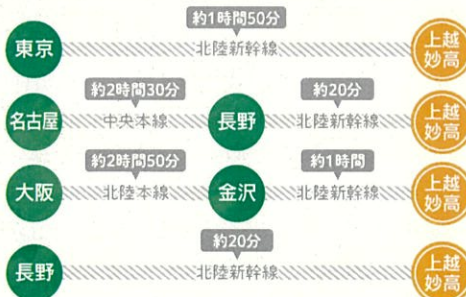 約1時間50分
東京 北陸新幹線 上越妙高
約2時間30分 約20分
名古屋 中央本線 長野 北陸新幹線 上越妙高
約2時間50分 約1時間
大阪 北陸本線 金沢 北陸新幹線 上越妙高
約20分
長野 北陸新幹線 上越妙高